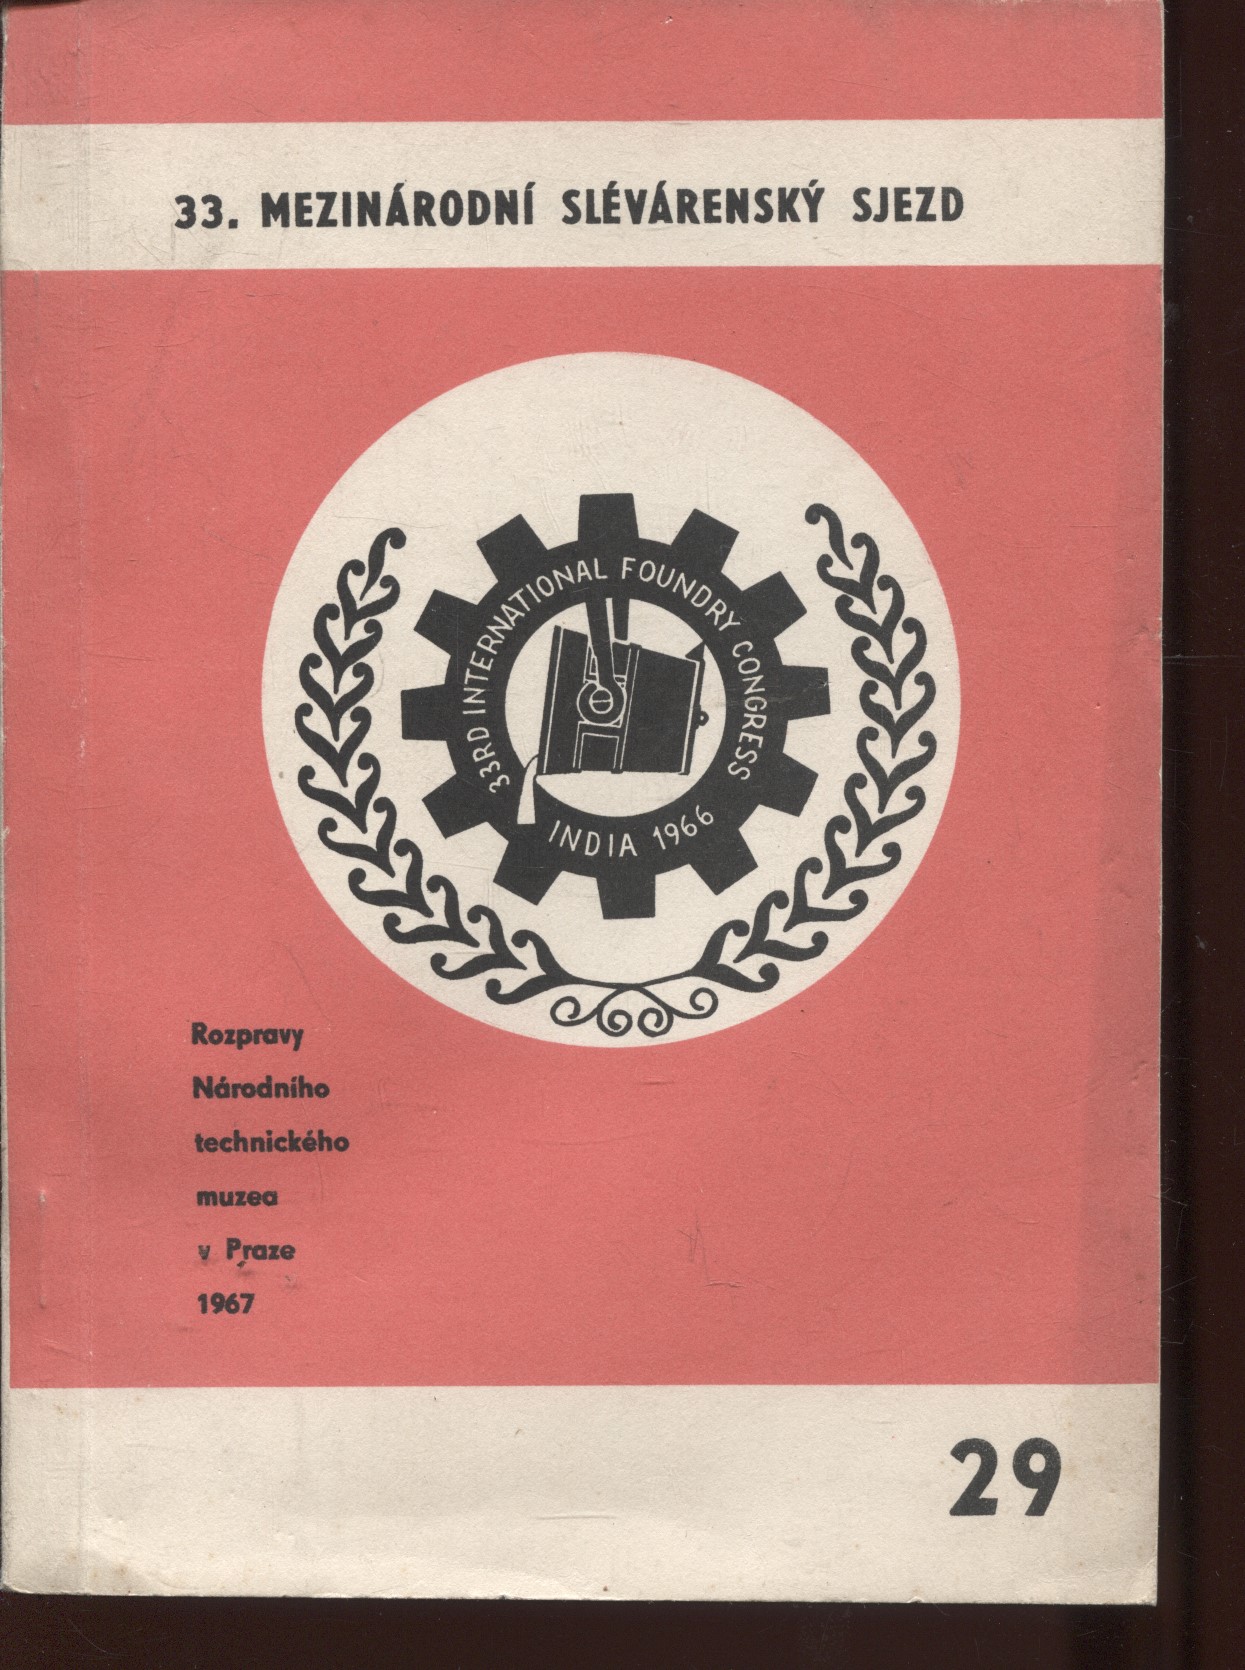 33. MEZINÁRODNÍ SLÉVÁRENSKÝ SJEZD
33RD INTERNATIONAL FOUNDRY CONGRESS
INDIA 1966
Rozpravy
Národního
technického
muzea
v Praze
1967
29